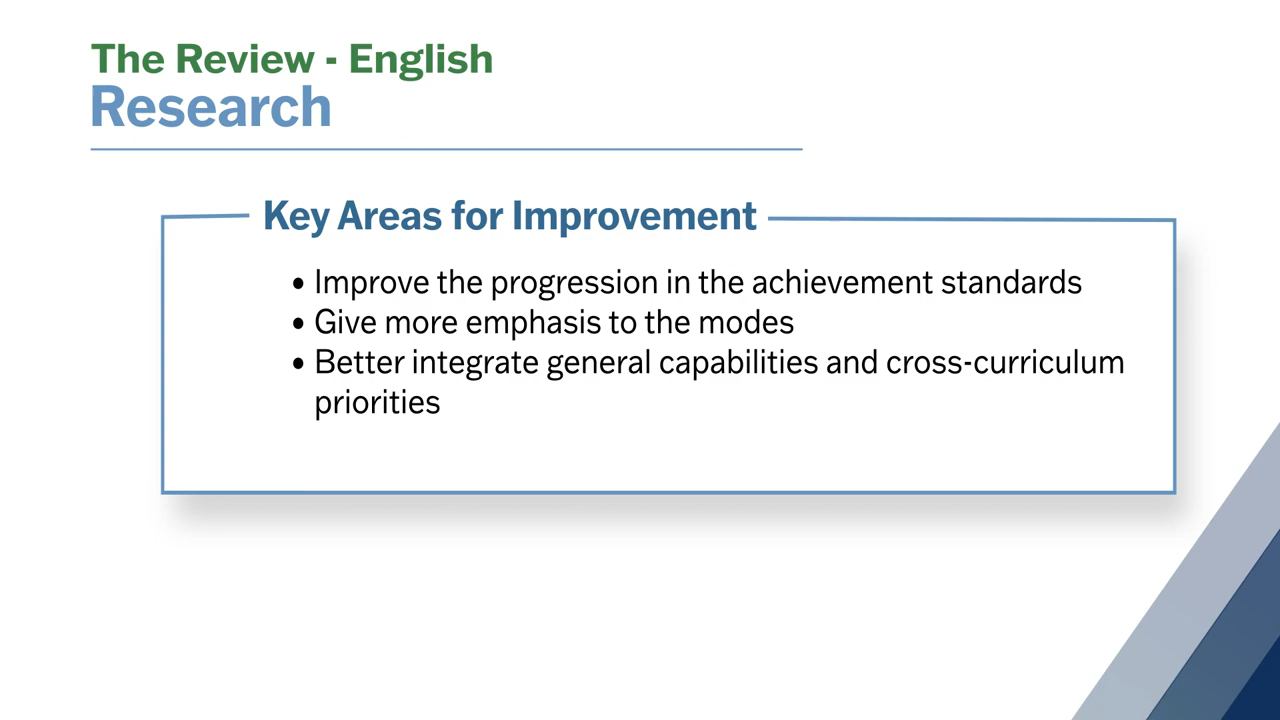 The Review - English
Research
Key Areas for Improvement
• Improve the progression in the achievement standards
• Give more emphasis to the modes
• Better integrate general capabilities and cross-curriculum
priorities